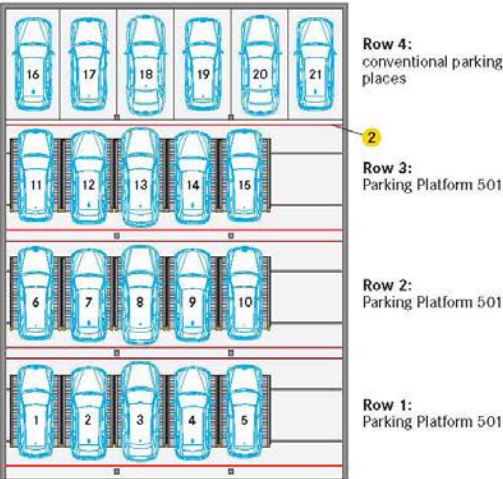 16 17 18 19 20 21
Row 4:
conventional parking
places
2
11 12 13 14 15
Row 3:
Parking Platform 501
6 7 8 9 10
Row 2:
Parking Platform 501
1 2 3 4 5
Row 1:
Parking Platform 501